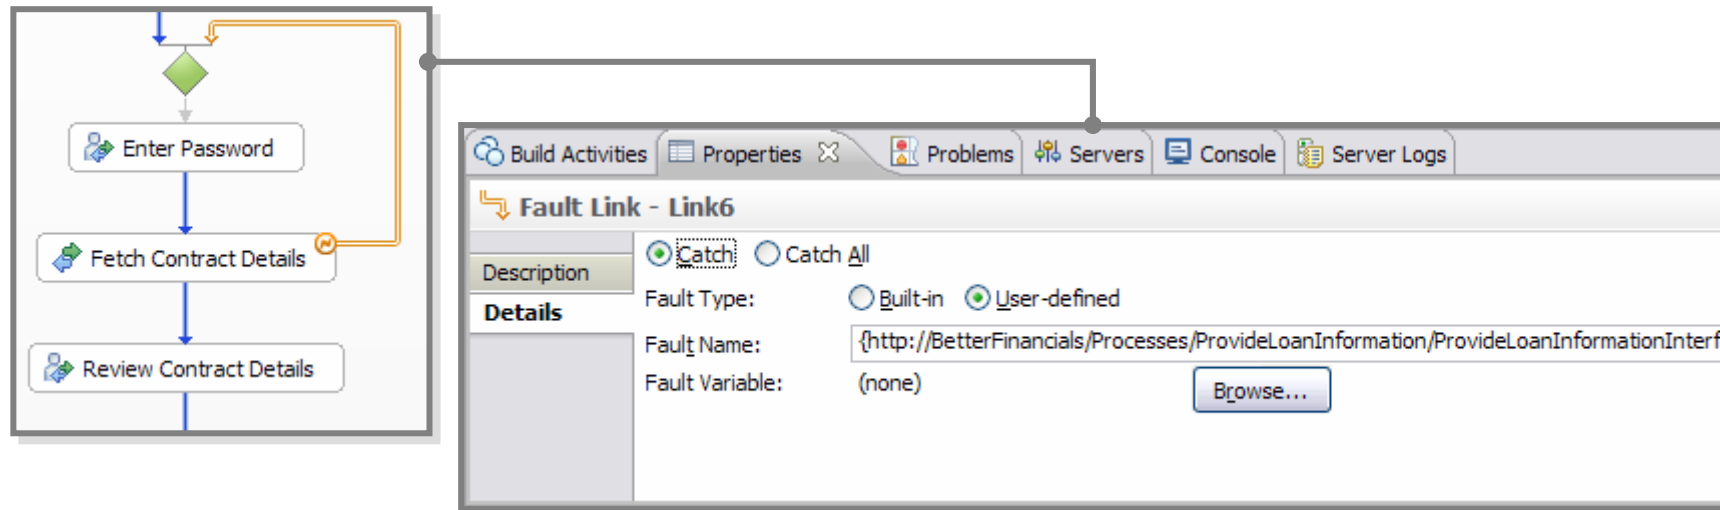 Enter Password
Fetch Contract Details
Review Contract Details
Build Activities Properties Problems Servers Console Server Logs
Fault Link - Link6
Description
Details
Catch Catch All
Fault Type: Built-in User-defined
Fault Name: {http://BetterFinancials/Processes/ProvideLoanInformation/ProvideLoanInformationInterf
Fault Variable: (none) Browse...